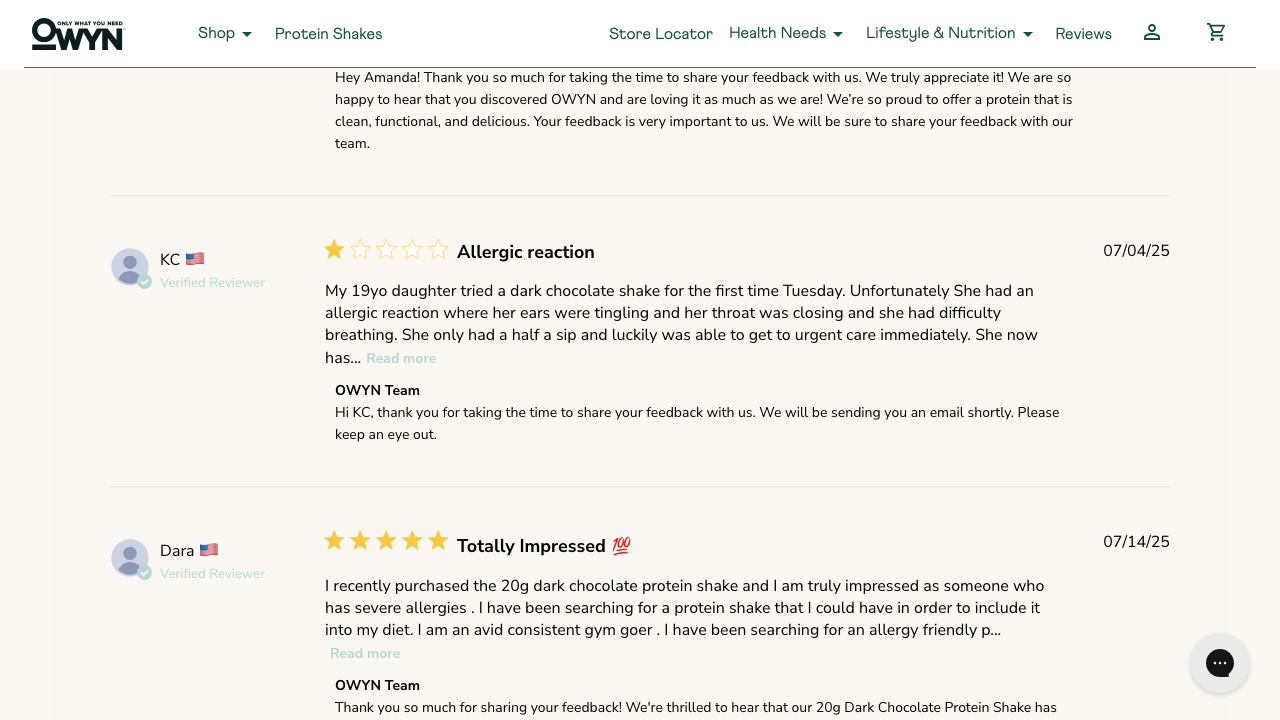 ONLY WHAT YOU NEED
OWYN
Shop
Protein Shakes
Store Locator
Health Needs
Lifestyle & Nutrition
Reviews
Hey Amanda! Thank you so much for taking the time to share your feedback with us. We truly appreciate it! We are so
happy to hear that you discovered OWYN and are loving it as much as we are! We're so proud to offer a protein that is
clean, functional, and delicious. Your feedback is very important to us. We will be sure to share your feedback with our
team.
KC
Verified Reviewer
Allergic reaction
07/04/25
My 19yo daughter tried a dark chocolate shake for the first time Tuesday. Unfortunately She had an
allergic reaction where her ears were tingling and her throat was closing and she had difficulty
breathing. She only had a half a sip and luckily was able to get to urgent care immediately. She now
has... Read more
OWYN Team
Hi KC, thank you for taking the time to share your feedback with us. We will be sending you an email shortly. Please
keep an eye out.
Dara
Verified Reviewer
Totally Impressed 💯
07/14/25
I recently purchased the 20g dark chocolate protein shake and I am truly impressed as someone who
has severe allergies . I have been searching for a protein shake that I could have in order to include it
into my diet. I am an avid consistent gym goer . I have been searching for an allergy friendly p...
Read more
OWYN Team
Thank you so much for sharing your feedback! We're thrilled to hear that our 20g Dark Chocolate Protein Shake has